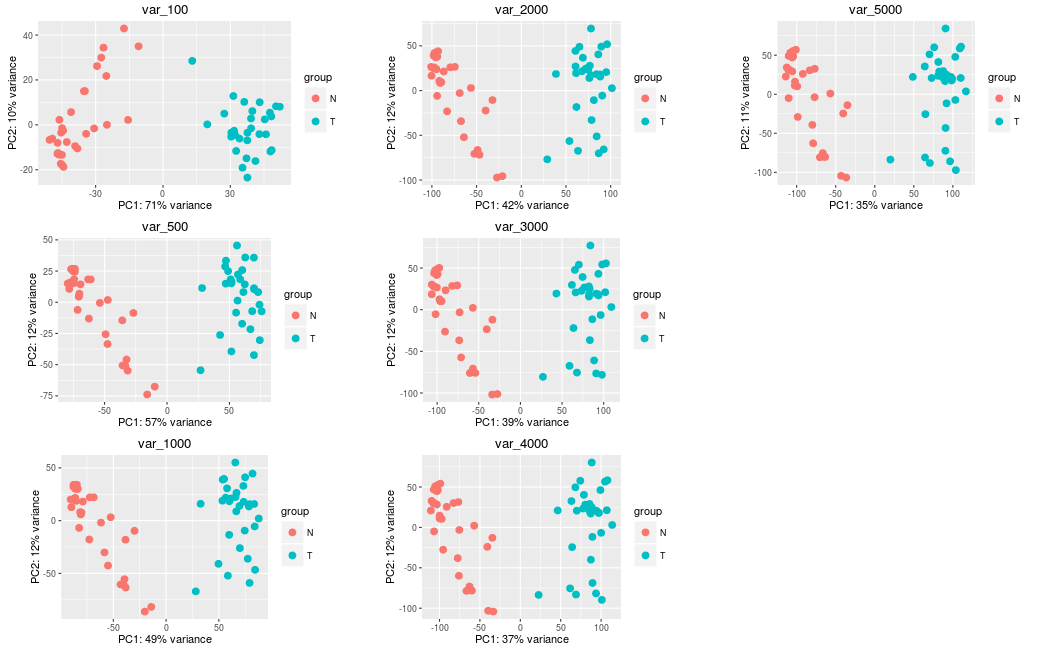 var_100
PC2: 10% variance
40
20
0
-20
-30
0
30
PC1: 71% variance
group
N
T
var_2000
PC2: 12% variance
50
0
-50
-100
-100
-50
0
50
100
PC1: 42% variance
group
N
T
var_5000
PC2: 11% variance
50
0
-50
-100
-100
-50
0
50
100
PC1: 35% variance
group
N
T
var_500
PC2: 12% variance
50
25
0
-25
-50
-75
-50
0
50
PC1: 57% variance
group
N
T
var_3000
PC2: 12% variance
50
0
-50
-100
-100
-50
0
50
100
PC1: 39% variance
group
N
T
var_1000
PC2: 12% variance
50
0
-50
-50
0
50
PC1: 49% variance
group
N
T
var_4000
PC2: 12% variance
50
0
-50
-100
-100
-50
0
50
100
PC1: 37% variance
group
N
T